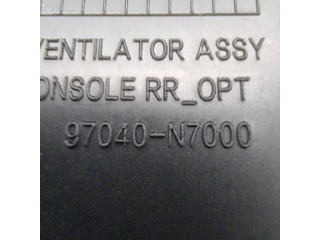 VENTILATOR ASSY
ONSOLE RR_OPT
97040-N7000